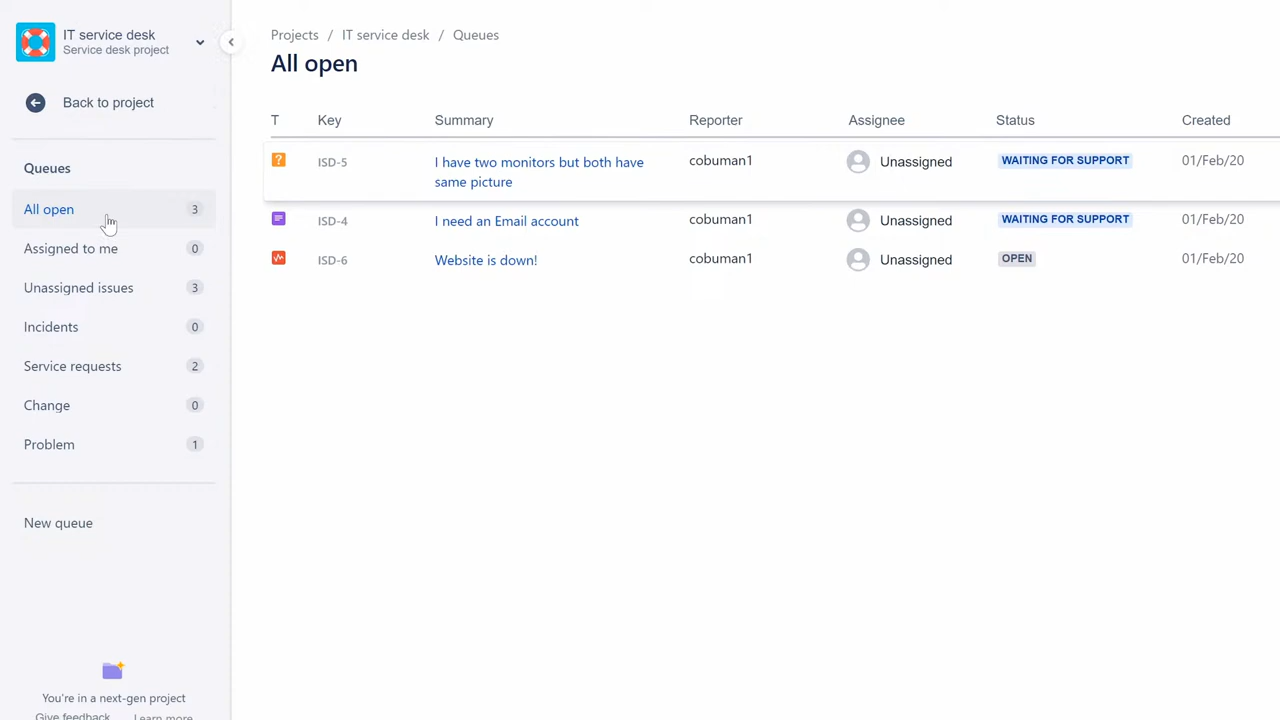 IT service desk
Service desk project
Back to project
Queues
All open 3
Assigned to me 0
Unassigned issues 3
Incidents 0
Service requests 2
Change 0
Problem 1
New queue
You're in a next-gen project
Give feedback Learn more
Projects / IT service desk / Queues
All open
T Key Summary Reporter Assignee Status Created
? ISD-5 I have two monitors but both have cobuman1 Unassigned WAITING FOR SUPPORT 01/Feb/20
same picture
ISD-4 I need an Email account cobuman1 Unassigned WAITING FOR SUPPORT 01/Feb/20
ISD-6 Website is down! cobuman1 Unassigned OPEN 01/Feb/20